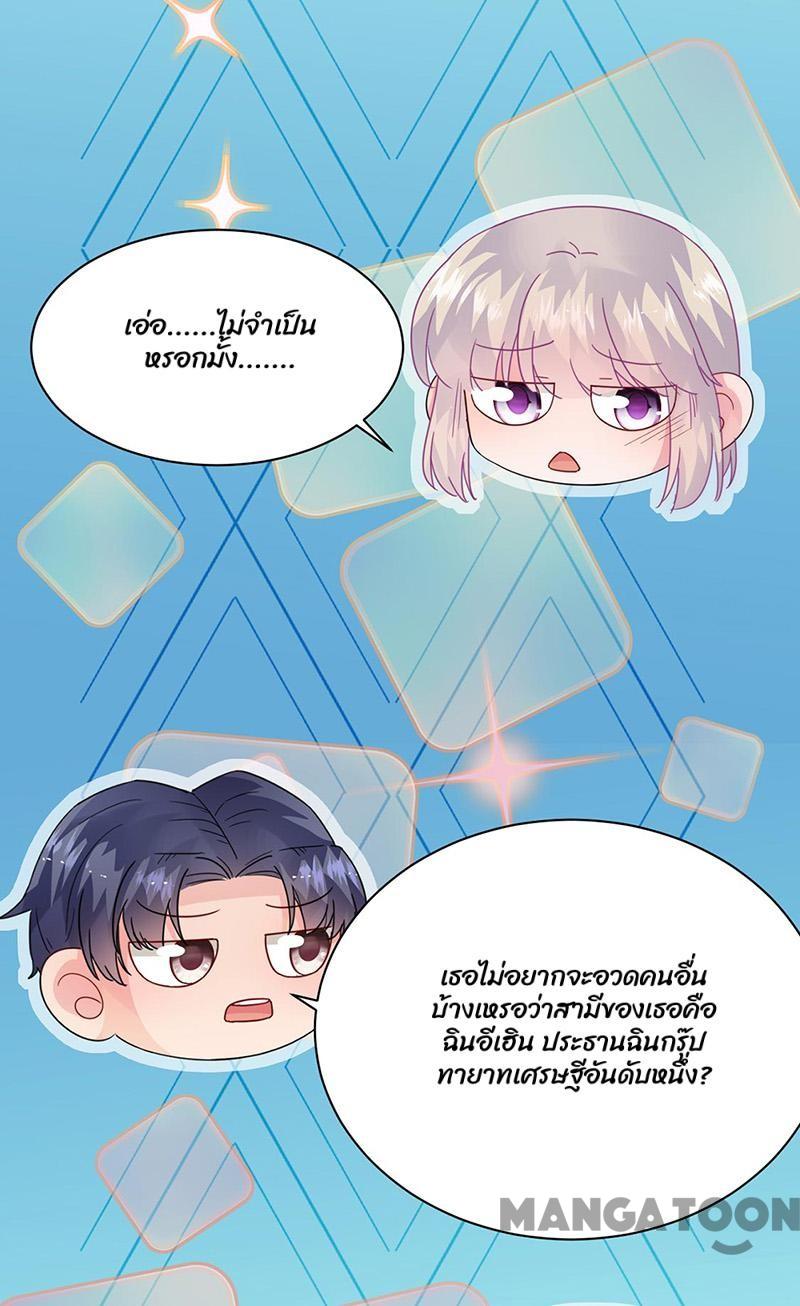 เอ่อ......ไม่จำเป็น
หรอกมั้ง.......
เธอไม่อยากจะอวดคนอื่น
บ้างเหรอว่าสามีของเธอคือ
ฉินอีเฮิน ประธานฉินกรุ๊ป
ทายาทเศรษฐีอันดับหนึ่ง?
MANGATOON